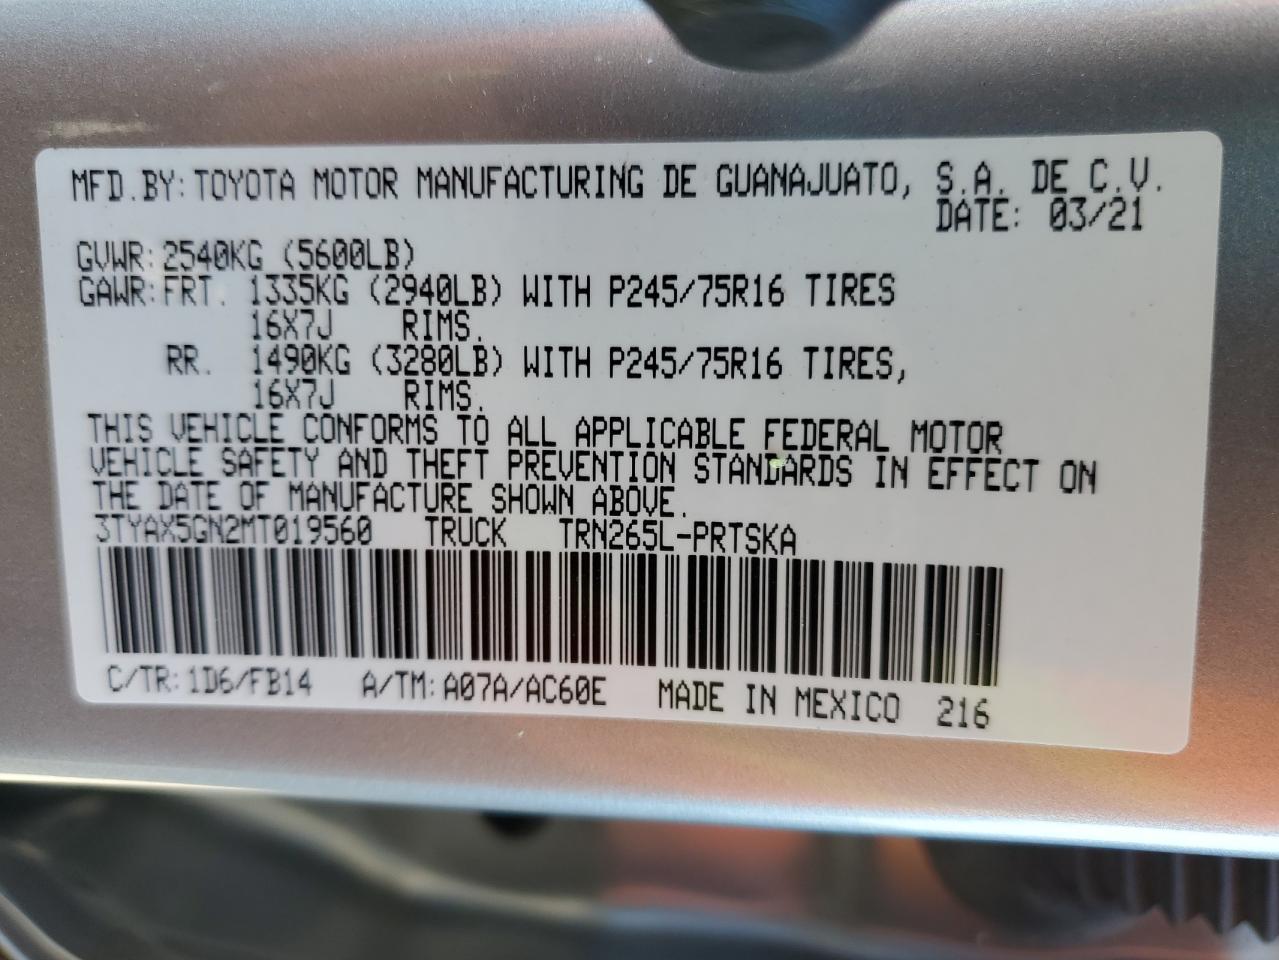 MFD.BY: TOYOTA MOTOR MANUFACTURING DE GUANAJUATO, S.A. DE C.V.
DATE: 03/21
GVWR: 2540KG (5600LB)
GAWR: FRT. 1335KG (2940LB) WITH P245/75R16 TIRES
16X7J RIMS.
RR. 1490KG (3280LB) WITH P245/75R16 TIRES,
16X7J RIMS.
THIS VEHICLE CONFORMS TO ALL APPLICABLE FEDERAL MOTOR
VEHICLE SAFETY AND THEFT PREVENTION STANDARDS IN EFFECT ON
THE DATE OF MANUFACTURE SHOWN ABOVE.
3TYAX5GN2MT019560 TRUCK TRN265L-PRTSKA
C/TR: 1D6/FB14 A/TM: A07A/AC60E MADE IN MEXICO 216